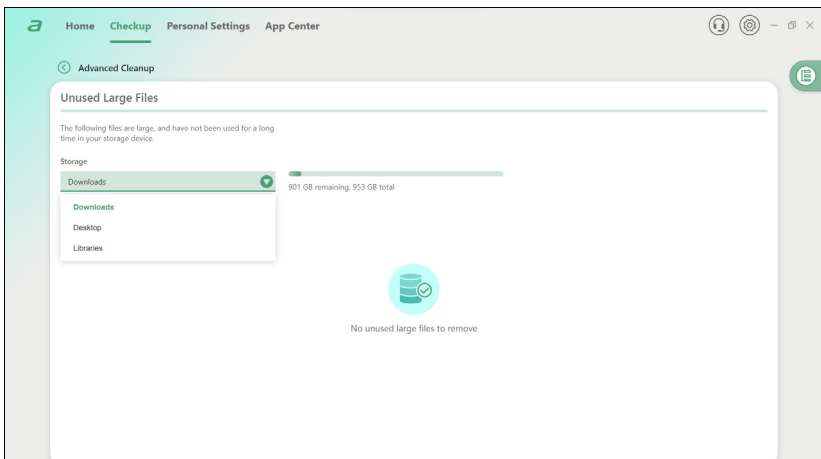 a Home Checkup Personal Settings App Center
Advanced Cleanup
Unused Large Files
The following files are large, and have not been used for a long
time in your storage device.
Storage
Downloads
901 GB remaining, 953 GB total
Downloads
Desktop
Libraries
No unused large files to remove